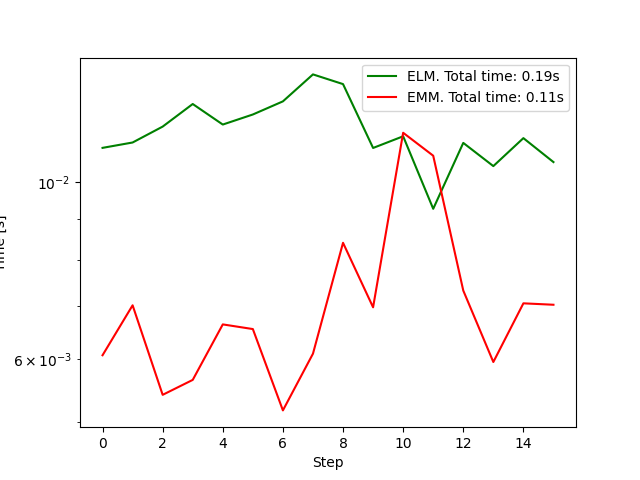 ELM. Total time: 0.19s
EMM. Total time: 0.11s
10⁻²
6 × 10⁻³
0 2 4 6 8 10 12 14
Step